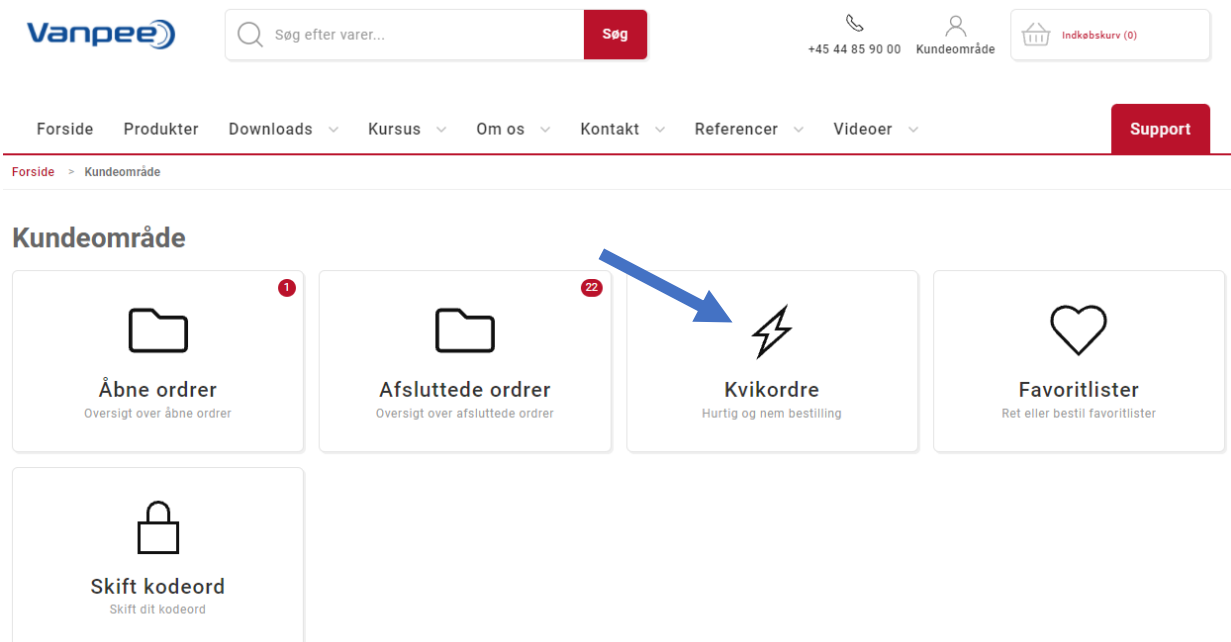 Vanpee
Søg efter varer...
Søg
+45 44 85 90 00
Kundeområde
Indkøbskurv (0)
Forside
Produkter
Downloads
Kursus
Om os
Kontakt
Referencer
Videoer
Support
Forside > Kundeområde
Kundeområde
1
Åbne ordrer
Oversigt over åbne ordrer
22
Afsluttede ordrer
Oversigt over afsluttede ordrer
Kvikordre
Hurtig og nem bestilling
Favoritlister
Ret eller bestil favoritlister
Skift kodeord
Skift dit kodeord